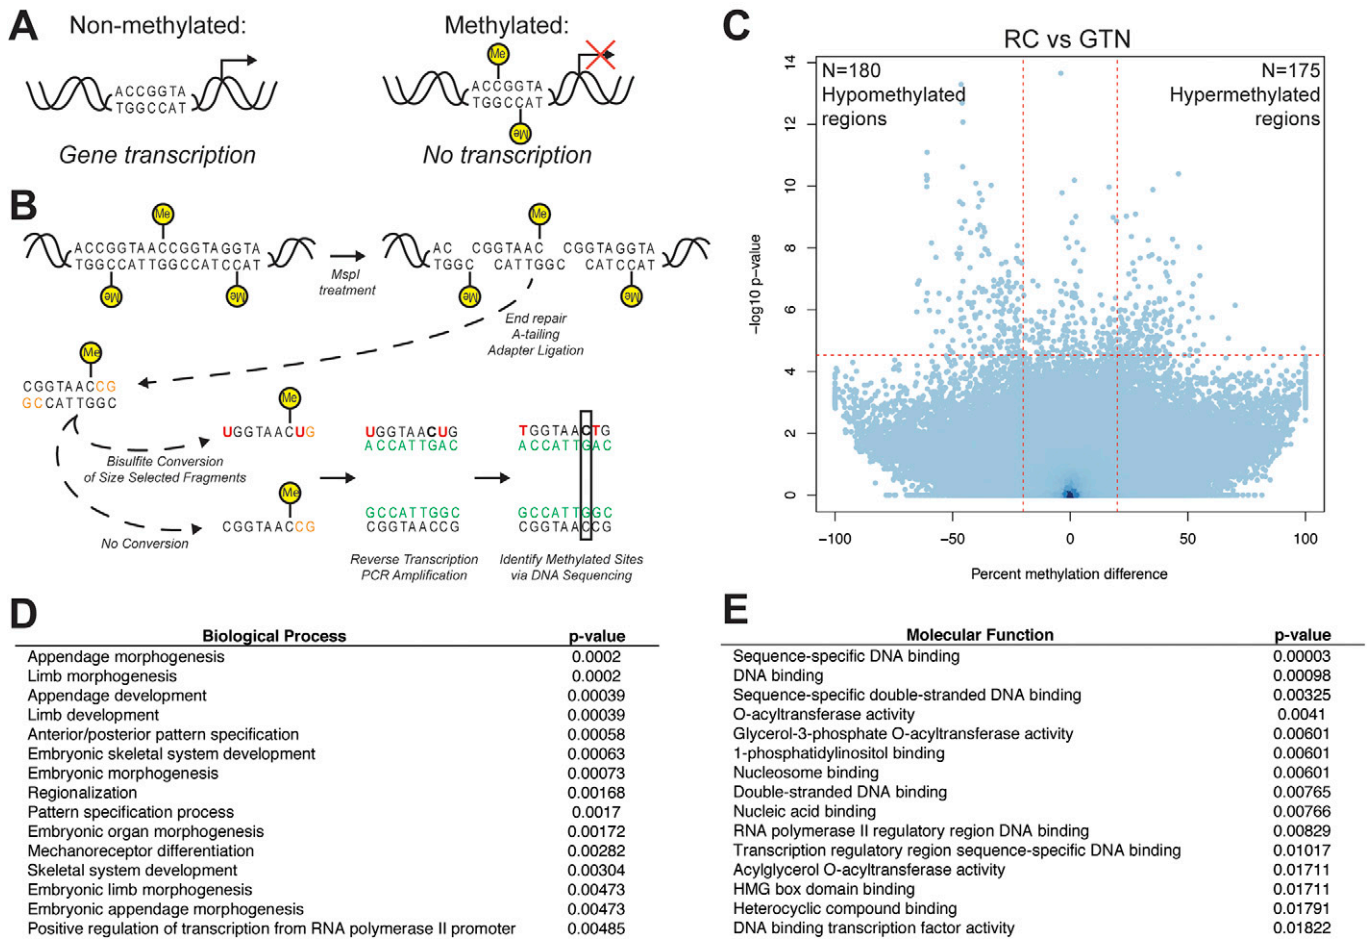 A
Non-methylated:
ACCGGTA
TGGCCAT
Gene transcription
Methylated:
Me
ACCGGTA
TGGCCAT
Me
No transcription
B
Me
ACCGGTAACCGGTAGGTA
TGGCCATTGGCCATCCAT
Me
Me
MspI
treatment
Me
AC CGGTAAC CGGTAGGTA
TGGC CATTGGC CATCCAT
Me
Me
End repair
A-tailing
Adapter Ligation
Me
CGGTAACCG
GCCATTGGC
Me
UGGTAACUG
Bisulfite Conversion
of Size Selected Fragments
Me
CGGTAACCG
No Conversion
UGGTAACUG
ACCATTGAC
GCCATTGGC
CGGTAACCG
Reverse Transcription
PCR Amplification
TGGTAACTG
ACCATTGAC
GCCATTGGC
CGGTAACCG
Identify Methylated Sites
via DNA Sequencing
C
RC vs GTN
N=180
Hypomethylated
regions
N=175
Hypermethylated
regions
-log10 p-value
14
12
10
8
6
4
2
0
−100
−50
0
50
100
Percent methylation difference
D
Biological Process p-value
Appendage morphogenesis 0.0002
Limb morphogenesis 0.0002
Appendage development 0.00039
Limb development 0.00039
Anterior/posterior pattern specification 0.00058
Embryonic skeletal system development 0.00063
Embryonic morphogenesis 0.00073
Regionalization 0.00168
Pattern specification process 0.0017
Embryonic organ morphogenesis 0.00172
Mechanoreceptor differentiation 0.00282
Skeletal system development 0.00304
Embryonic limb morphogenesis 0.00473
Embryonic appendage morphogenesis 0.00473
Positive regulation of transcription from RNA polymerase II promoter 0.00485
E
Molecular Function p-value
Sequence-specific DNA binding 0.00003
DNA binding 0.00098
Sequence-specific double-stranded DNA binding 0.00325
O-acyltransferase activity 0.0041
Glycerol-3-phosphate O-acyltransferase activity 0.00601
1-phosphatidylinositol binding 0.00601
Nucleosome binding 0.00601
Double-stranded DNA binding 0.00765
Nucleic acid binding 0.00766
RNA polymerase II regulatory region DNA binding 0.00829
Transcription regulatory region sequence-specific DNA binding 0.01017
Acylglycerol O-acyltransferase activity 0.01711
HMG box domain binding 0.01711
Heterocyclic compound binding 0.01791
DNA binding transcription factor activity 0.01822